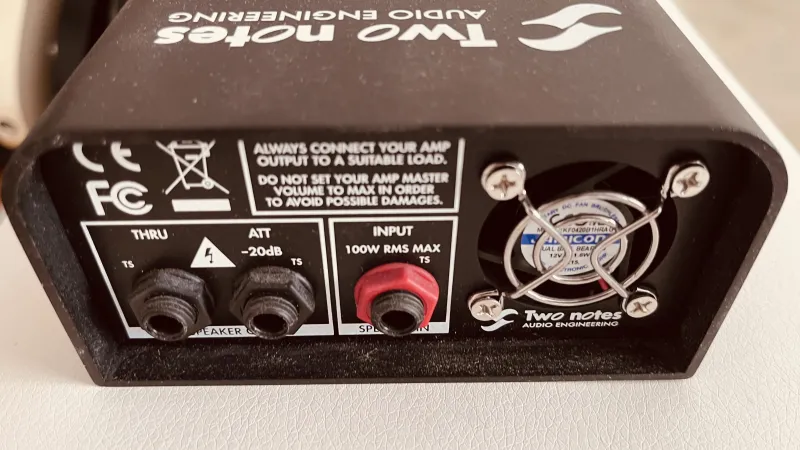 Two notes
AUDIO ENGINEERING
CE
FC
ALWAYS CONNECT YOUR AMP
OUTPUT TO A SUITABLE LOAD.
DO NOT SET YOUR AMP MASTER
VOLUME TO MAX IN ORDER
TO AVOID POSSIBLE DAMAGES.
THRU
ATT
-20dB
TS
TS
INPUT
100W RMS MAX
TS
Two notes
AUDIO ENGINEERING